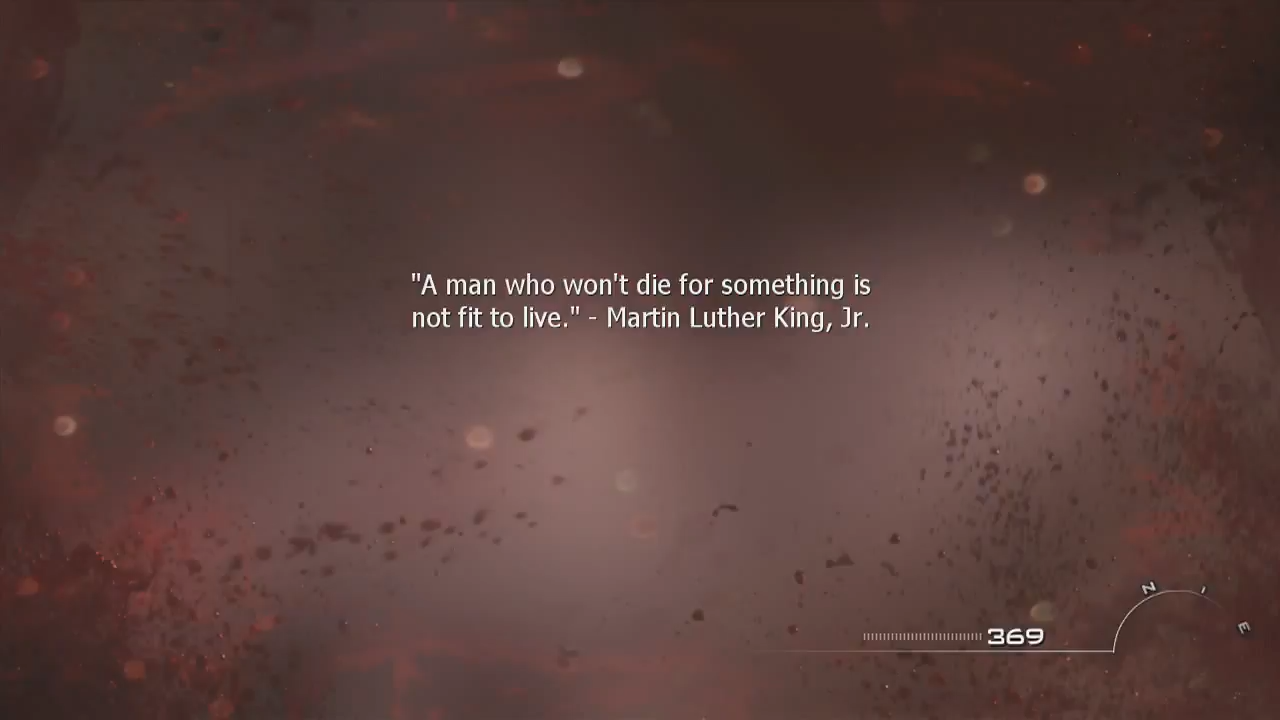 "A man who won't die for something is
not fit to live." - Martin Luther King, Jr.
369
N
E